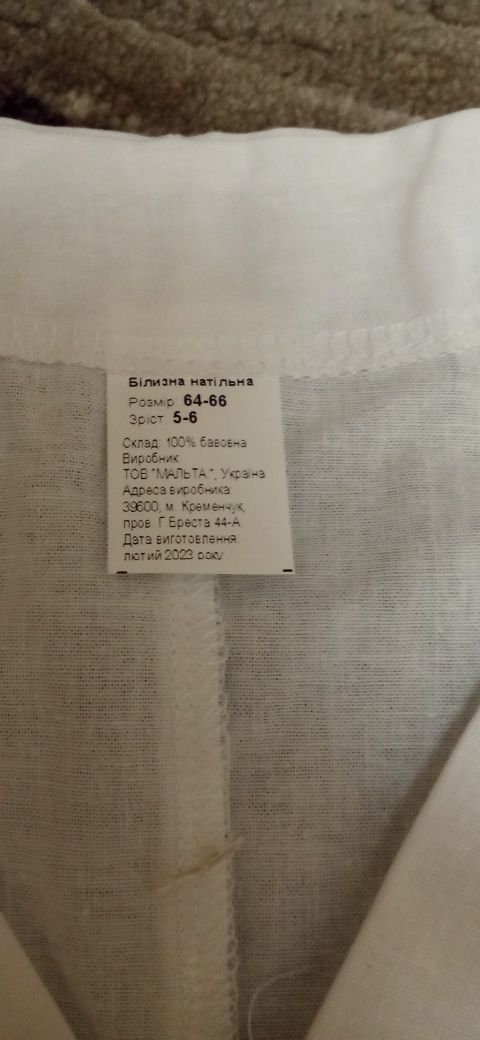 Білизна натільна
Розмір: 64-66
Зріст: 5-6
Склад: 100% бавовна
Виробник:
ТОВ "МАЛЬТА", Україна
Адреса виробника:
39600, м. Кременчук,
пров. Г.Береста 44-А
Дата виготовлення:
лютий 2023 року